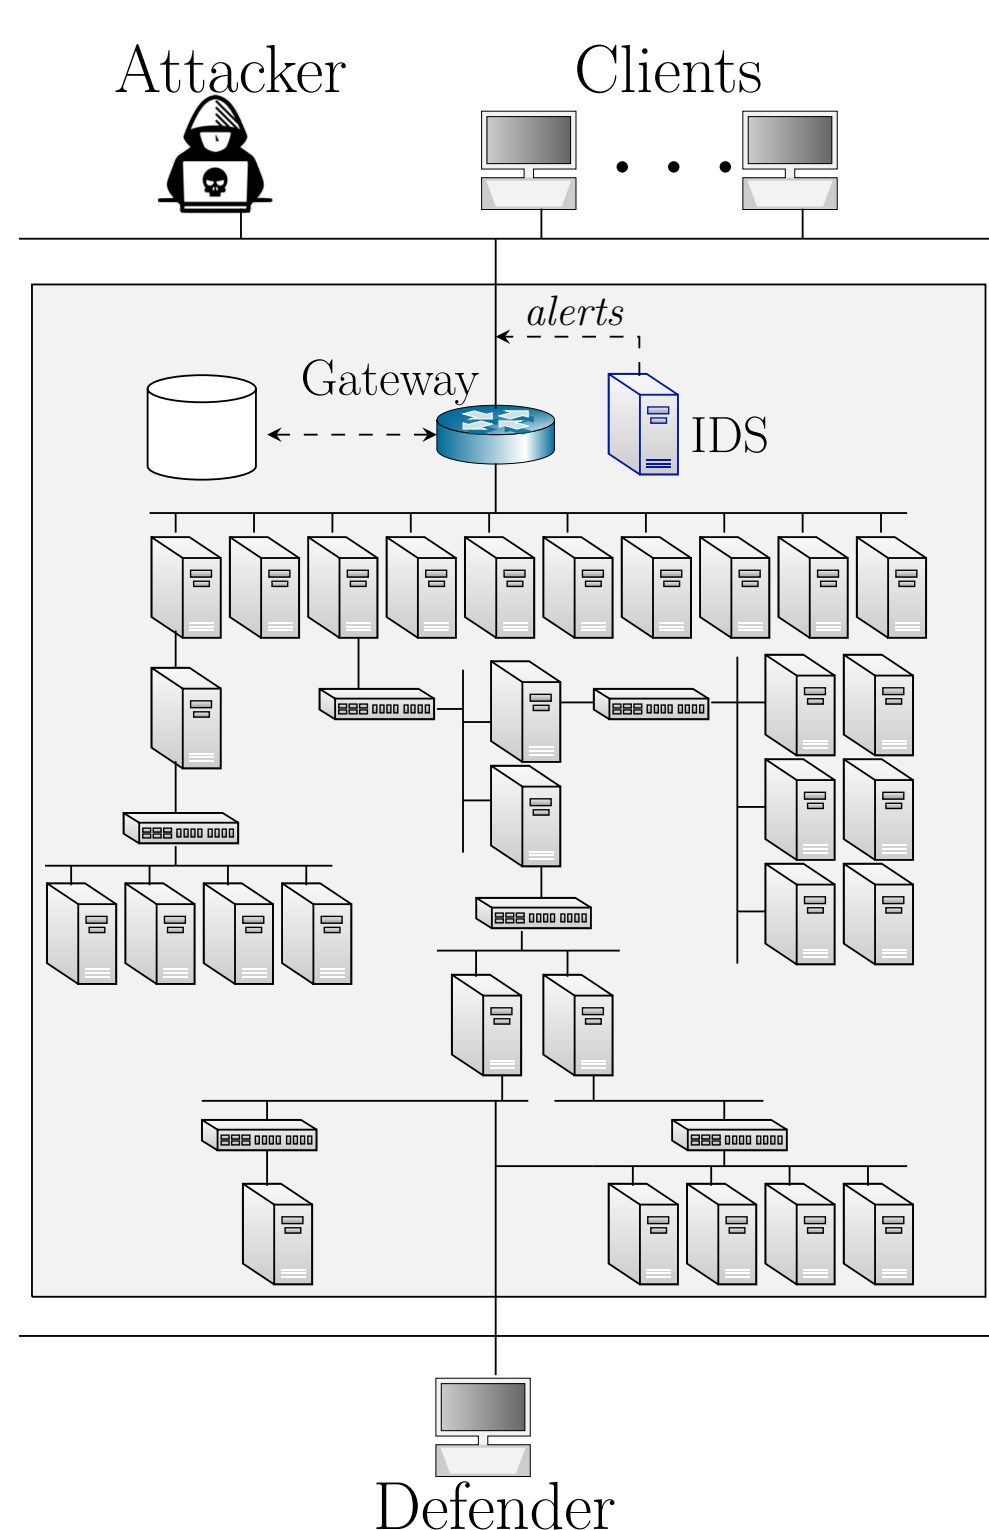 Attacker
Clients
alerts
Gateway
IDS
Defender